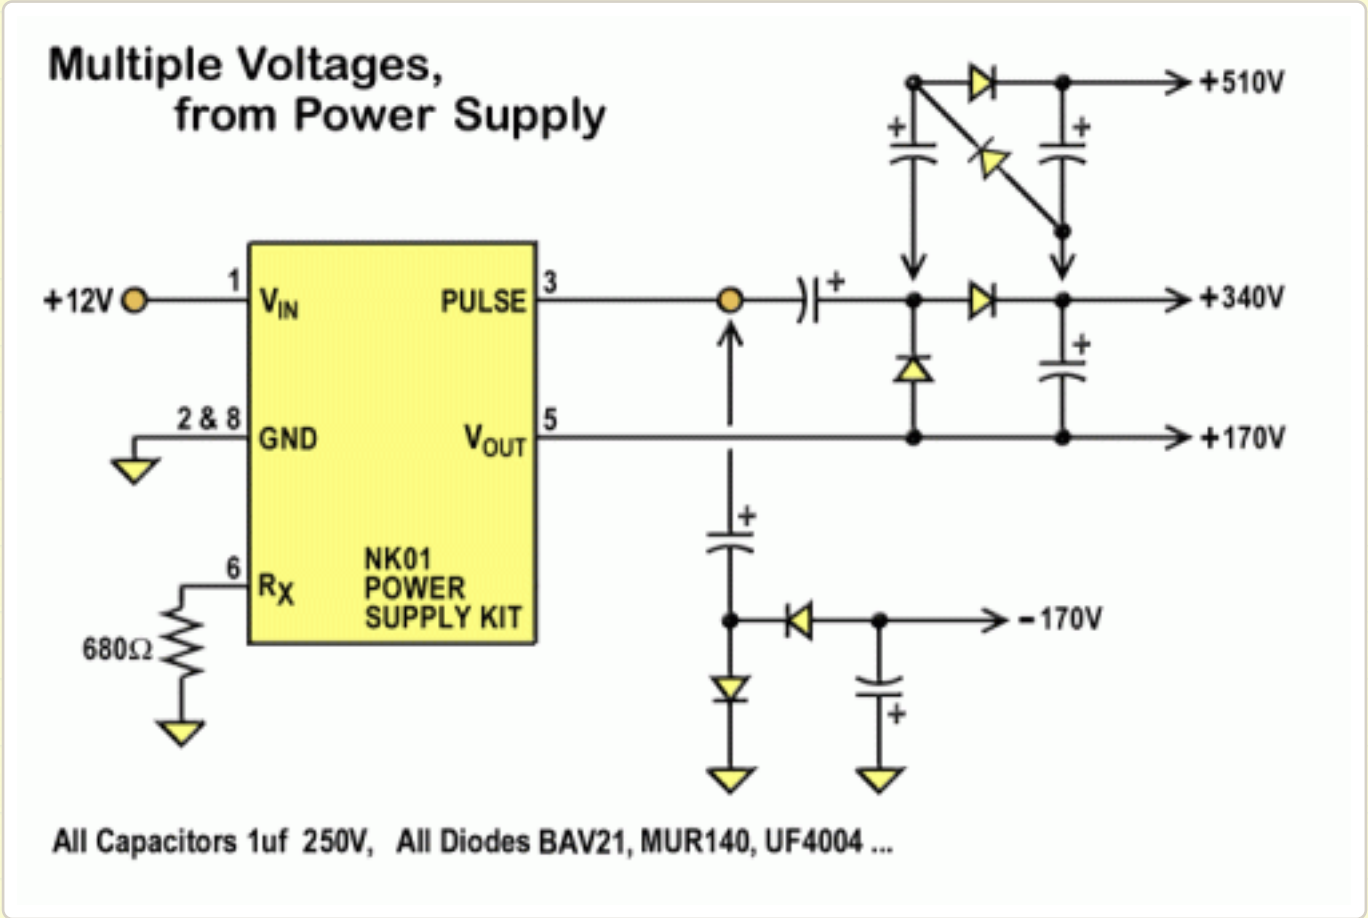 Multiple Voltages,
from Power Supply
+510V
+
+
+12V
1
VIN
PULSE
3
+
+340V
+
2 & 8
GND
VOUT
5
+170V
+
6
RX
NK01
POWER
SUPPLY KIT
680Ω
-170V
+
All Capacitors 1uf 250V, All Diodes BAV21, MUR140, UF4004 ...